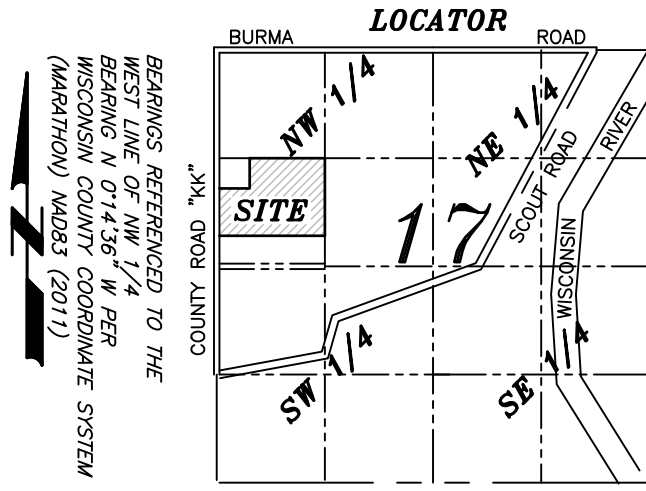 LOCATOR
BURMA ROAD
NW 1/4
NE 1/4
RIVER
SCOUT ROAD
SITE
17
COUNTY ROAD "KK"
WISCONSIN
SW 1/4
SE 1/4
BEARINGS REFERENCED TO THE
WEST LINE OF NW 1/4
BEARING N 0°14'36" W PER
WISCONSIN COUNTY COORDINATE SYSTEM
(MARATHON) NAD83 (2011)
N